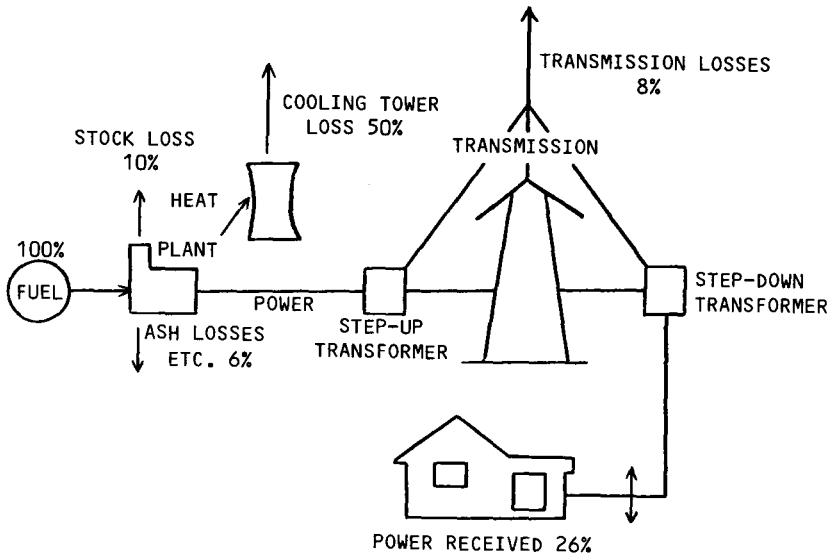 TRANSMISSION LOSSES
8%
COOLING TOWER
LOSS 50%
STOCK LOSS
10%
TRANSMISSION
HEAT
PLANT
100%
FUEL
POWER
STEP-UP
TRANSFORMER
STEP-DOWN
TRANSFORMER
ASH LOSSES
ETC. 6%
POWER RECEIVED 26%